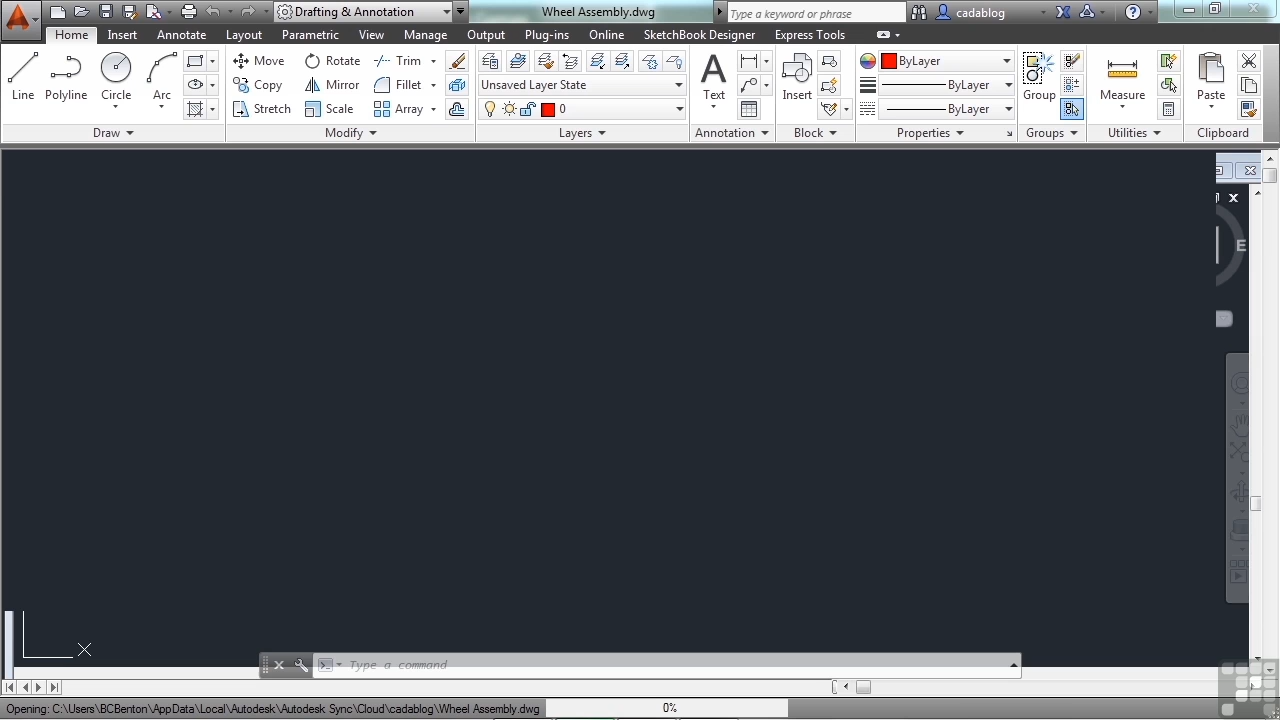 Drafting & Annotation
Wheel Assembly.dwg
Type a keyword or phrase
cadablog
Home Insert Annotate Layout Parametric View Manage Output Plug-ins Online SketchBook Designer Express Tools
Move Rotate Trim
Unsaved Layer State
ByLayer
Line Polyline Circle Arc
Copy Mirror Fillet
Text Insert
ByLayer
Group Measure Paste
Stretch Scale Array
0
ByLayer
Draw Modify Layers Annotation Block Properties Groups Utilities Clipboard
E
Type a command
Opening: C:\Users\BCBenton\AppData\Local\Autodesk\Autodesk Sync\Cloud\cadablog\Wheel Assembly.dwg
0%